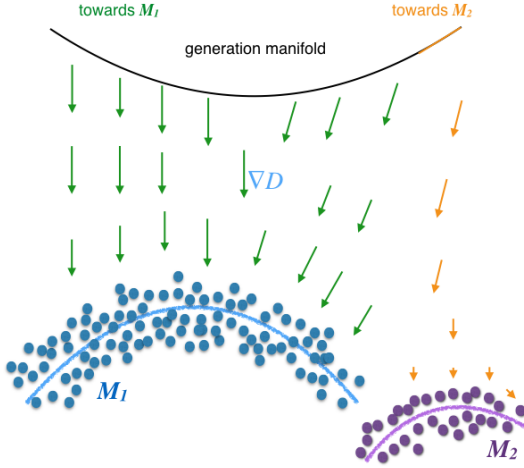 towards M₁
towards M₂
generation manifold
∇D
M₁
M₂